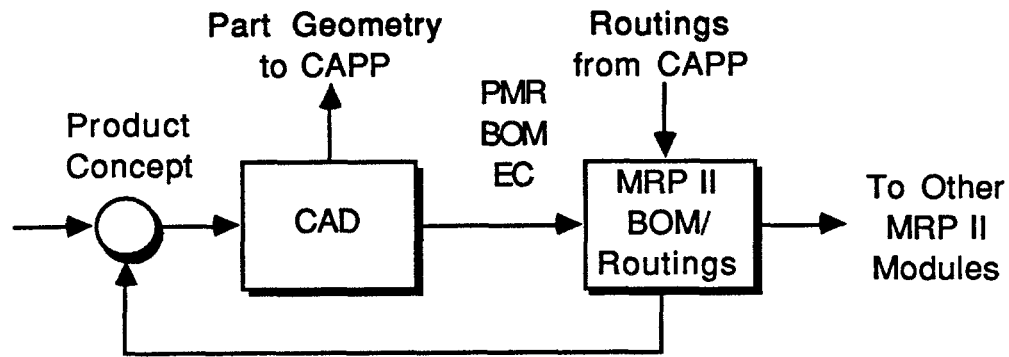 Part Geometry
to CAPP
Routings
from CAPP
PMR
BOM
EC
Product
Concept
CAD
MRP II
BOM/
Routings
To Other
MRP II
Modules